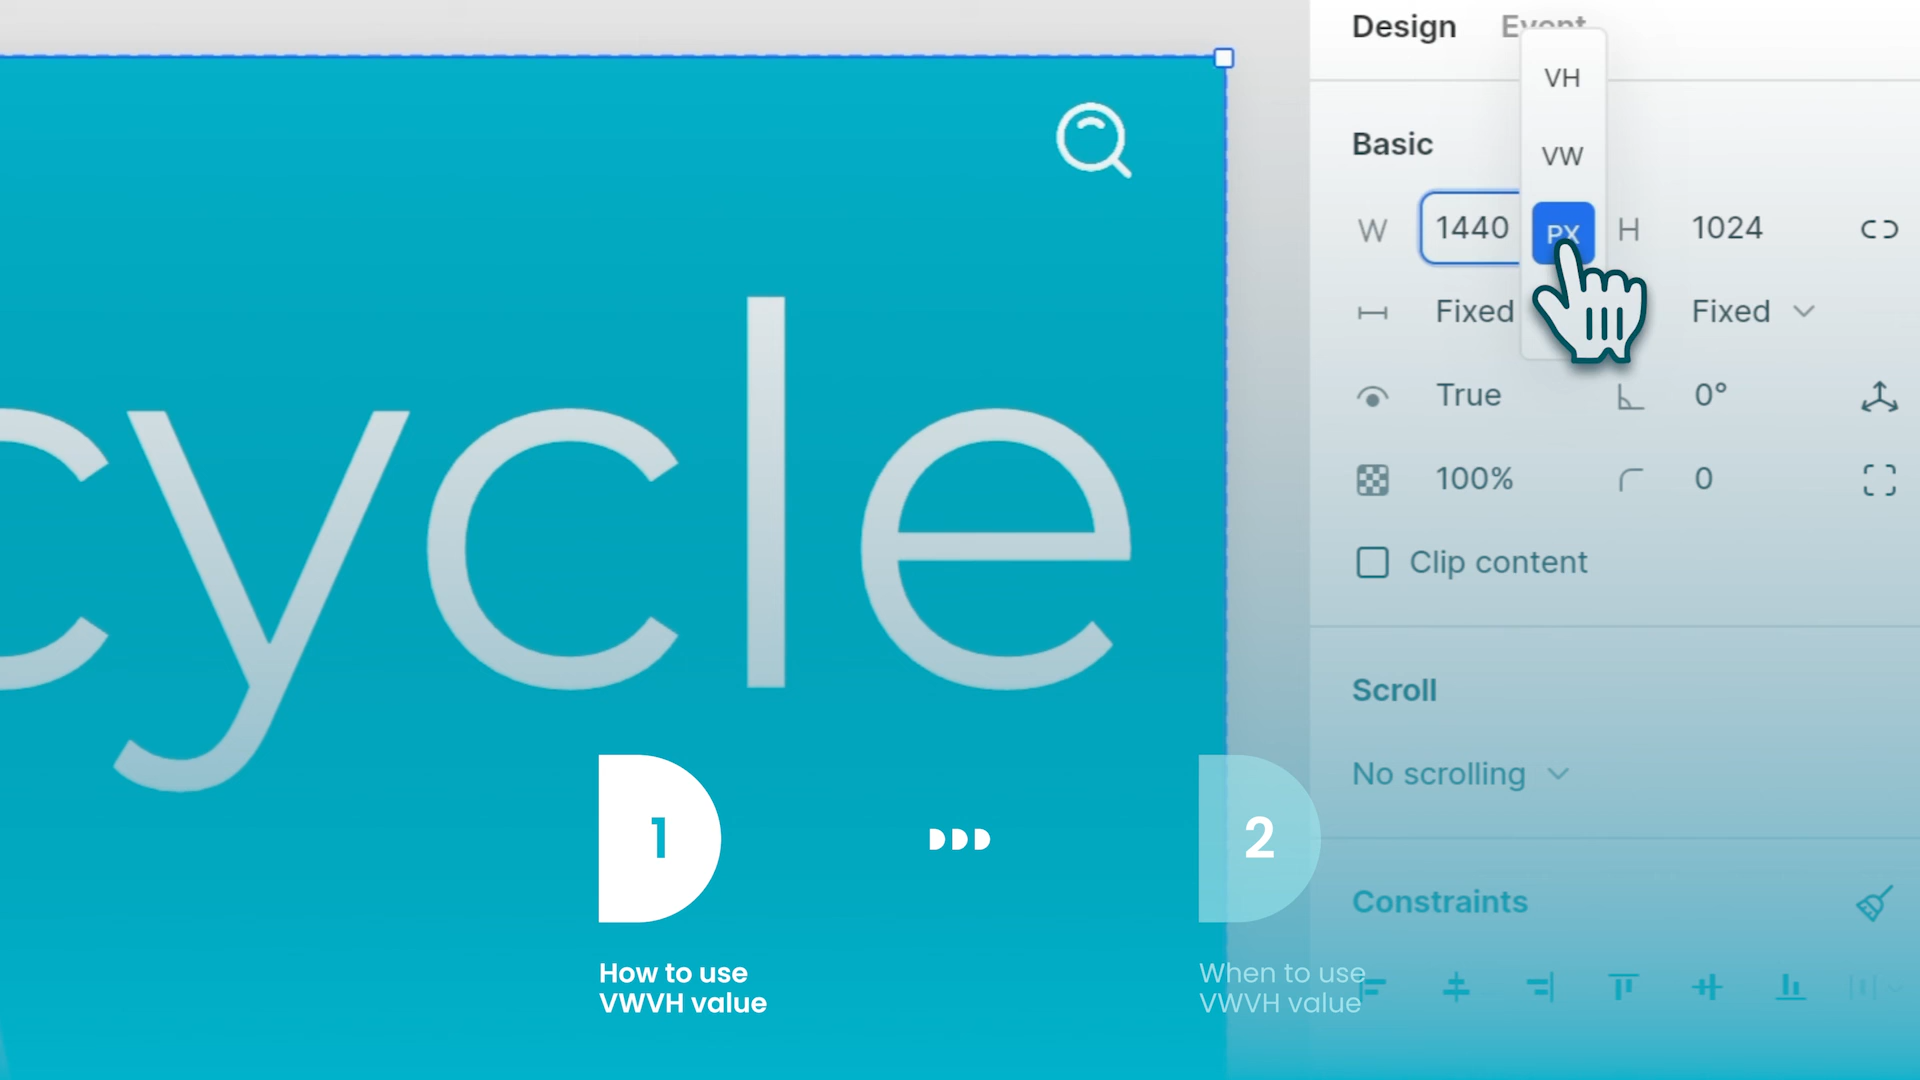 Design Event
VH
VW
PX
Basic
W 1440 H 1024
Fixed Fixed
True 0°
100% 0
Clip content
Scroll
No scrolling
Constraints
cycle
1
How to use
VWVH value
2
When to use
VWVH value